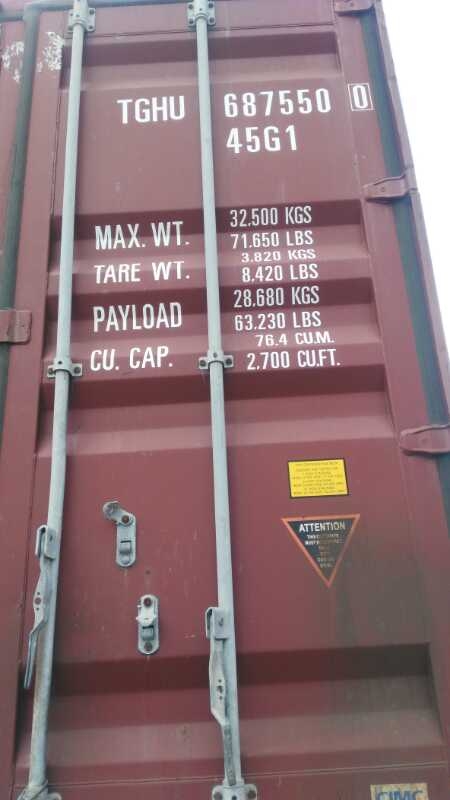 TGHU 687550 0
45G1
MAX. WT. 32.500 KGS
71.650 LBS
TARE WT. 3.820 KGS
8.420 LBS
PAYLOAD 28,680 KGS
63.230 LBS
CU. CAP. 76.4 CU.M.
2,700 CU.FT.
ATTENTION
CIMC